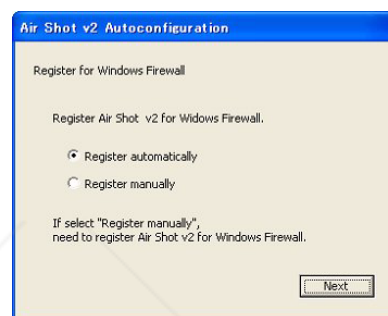 Air Shot v2 Autoconfiguration
Register for Windows Firewall
Register Air Shot v2 for Widows Firewall.
Register automatically
Register manually
If select "Register manually",
need to register Air Shot v2 for Windows Firewall.
Next